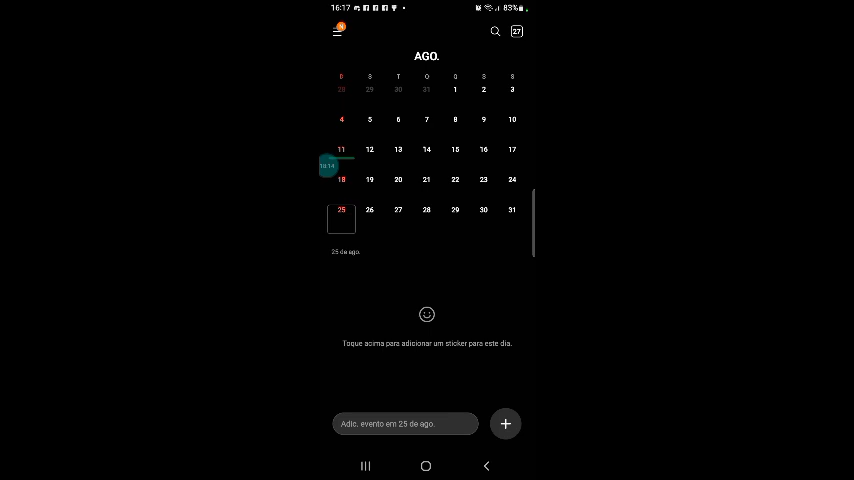 16:17 83%
N
27
AGO.
D S T Q Q S S
28 29 30 31 1 2 3
4 5 6 7 8 9 10
11 12 13 14 15 16 17
18:14
18 19 20 21 22 23 24
25 26 27 28 29 30 31
25 de ago.
Toque acima para adicionar um sticker para este dia.
Adic. evento em 25 de ago.